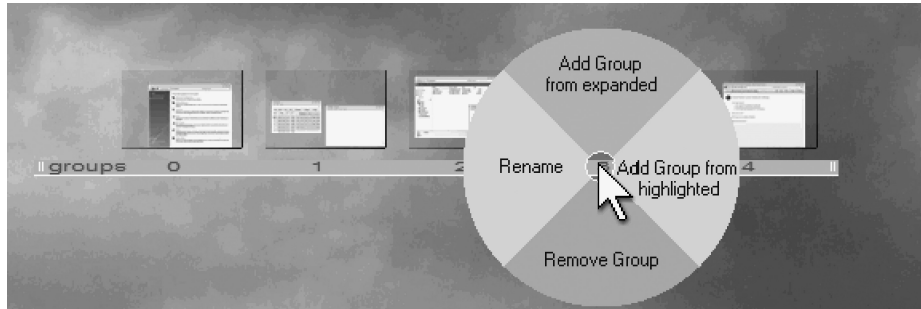 Add Group
from expanded
groups 0 1 2 4
Rename
Add Group from
highlighted
Remove Group